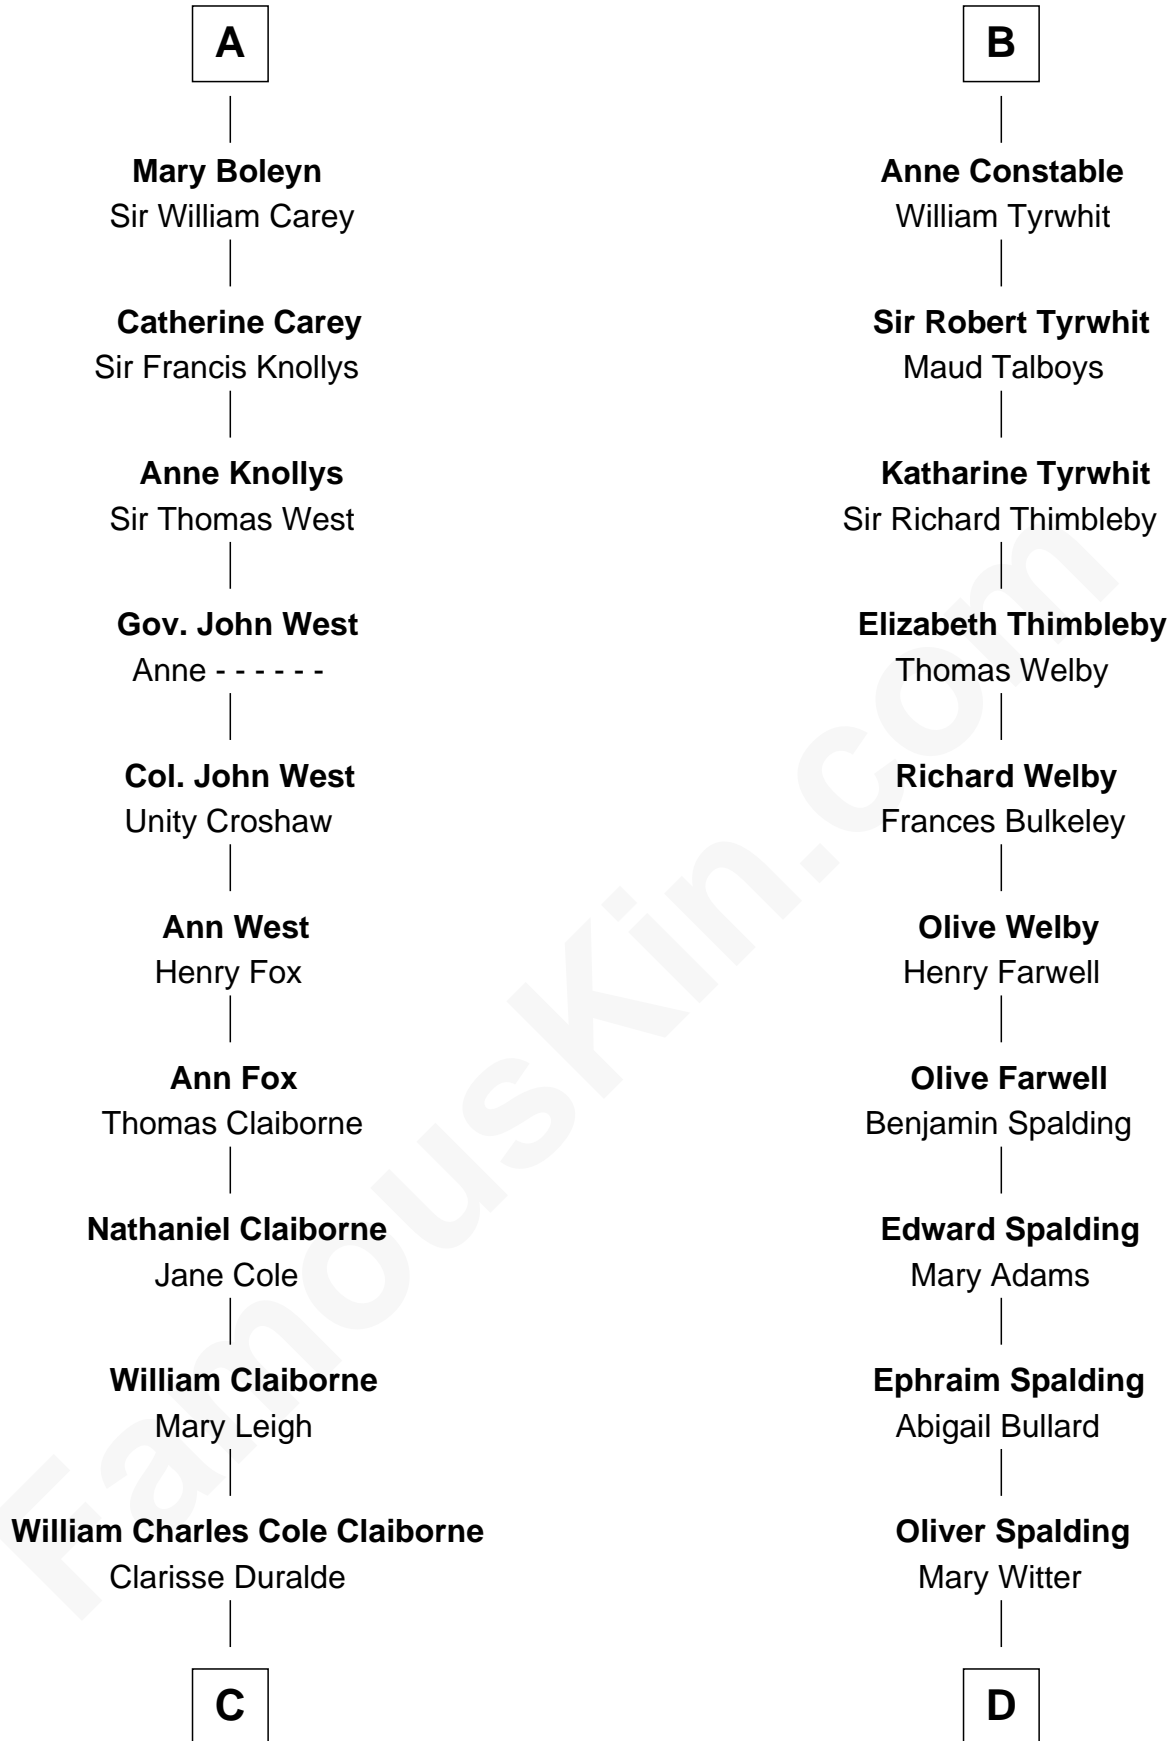 A
Mary Boleyn
Sir William Carey
Catherine Carey
Sir Francis Knollys
Anne Knollys
Sir Thomas West
Gov. John West
Anne - - - - - -
Col. John West
Unity Croshaw
Ann West
Henry Fox
Ann Fox
Thomas Claiborne
Nathaniel Claiborne
Jane Cole
William Claiborne
Mary Leigh
William Charles Cole Claiborne
Clarisse Duralde
C
B
Anne Constable
William Tyrwhit
Sir Robert Tyrwhit
Maud Talboys
Katharine Tyrwhit
Sir Richard Thimbleby
Elizabeth Thimbleby
Thomas Welby
Richard Welby
Frances Bulkeley
Olive Welby
Henry Farwell
Olive Farwell
Benjamin Spalding
Edward Spalding
Mary Adams
Ephraim Spalding
Abigail Bullard
Oliver Spalding
Mary Witter
D
FamousKin.com